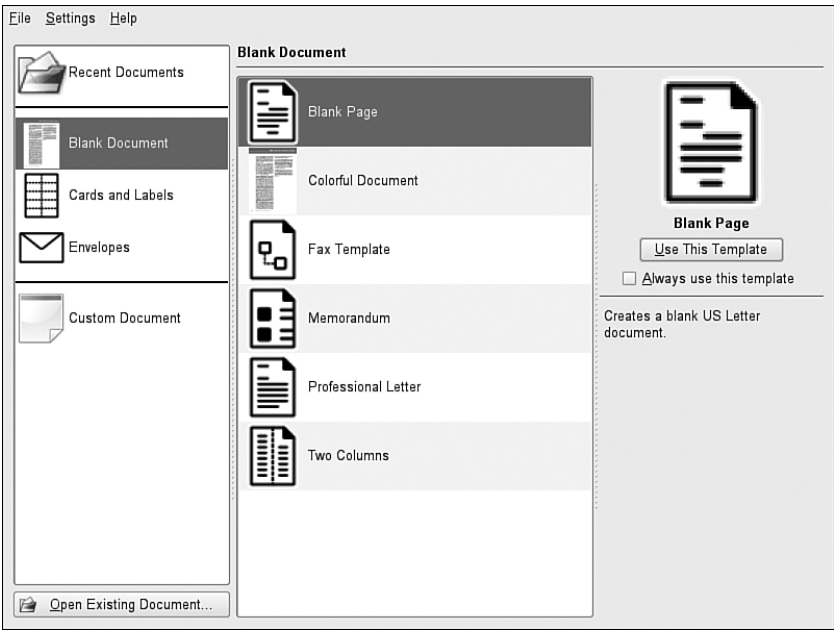 File Settings Help
Recent Documents
Blank Document
Cards and Labels
Envelopes
Custom Document
Open Existing Document...
Blank Document
Blank Page
Colorful Document
Fax Template
Memorandum
Professional Letter
Two Columns
Blank Page
Use This Template
Always use this template
Creates a blank US Letter
document.